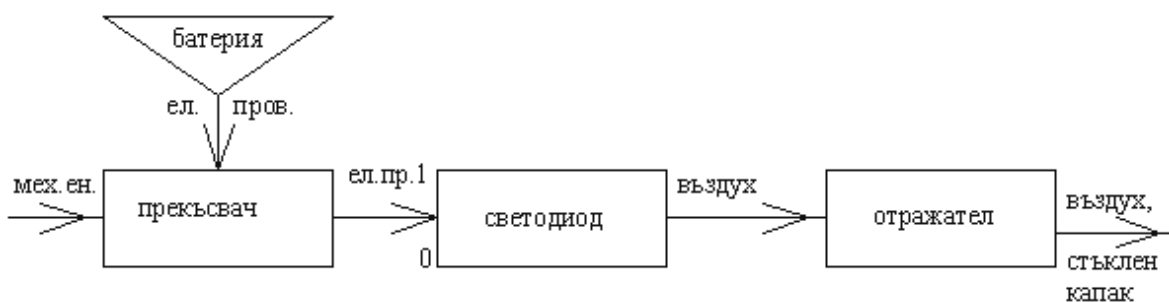 батерия
ел. пров.
мех.ен.
прекъсвач
ел.пр.1
0
светодиод
въздух
отражател
въздух,
стъклен
капак